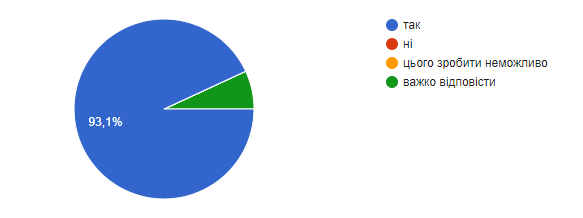 93,1%
так
ні
цього зробити неможливо
важко відповісти